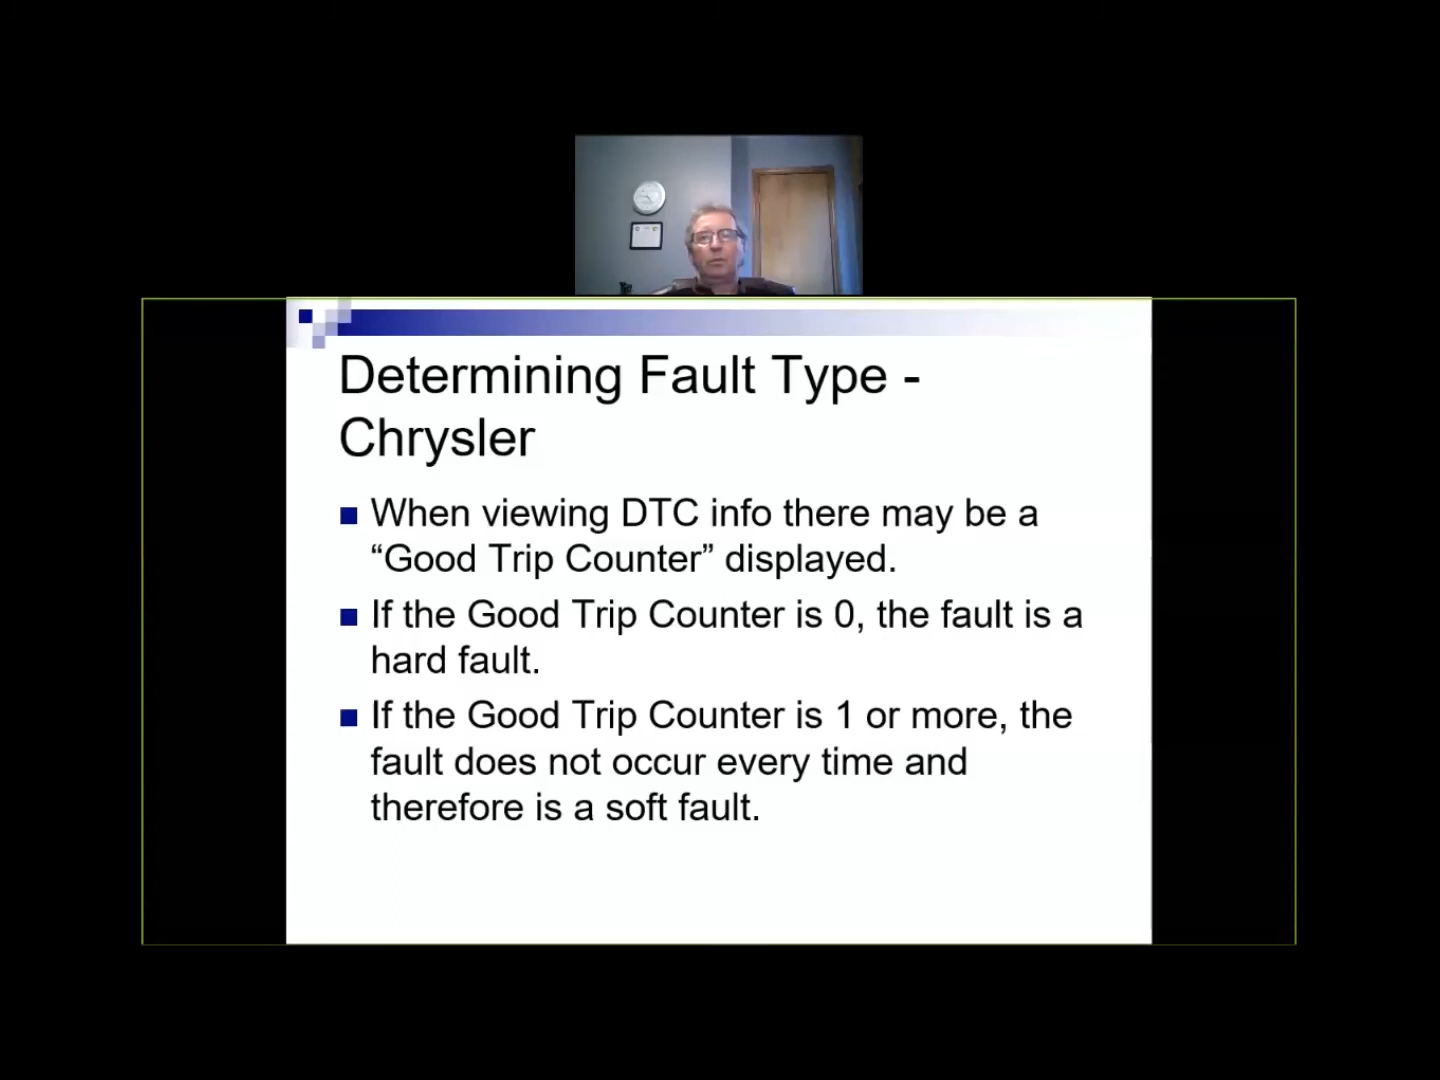 Determining Fault Type -
Chrysler
When viewing DTC info there may be a
“Good Trip Counter” displayed.
If the Good Trip Counter is 0, the fault is a
hard fault.
If the Good Trip Counter is 1 or more, the
fault does not occur every time and
therefore is a soft fault.